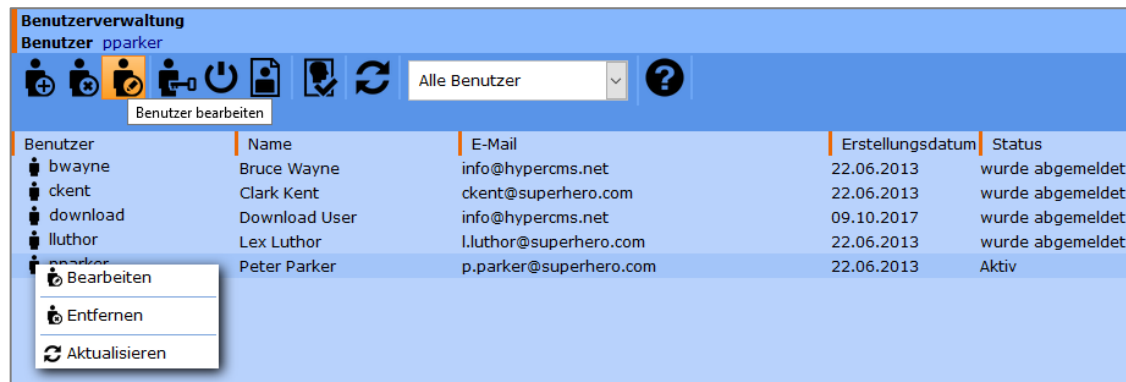 Benutzerverwaltung
Benutzer pparker
Alle Benutzer
Benutzer bearbeiten
Benutzer Name E-Mail Erstellungsdatum Status
bwayne Bruce Wayne info@hypercms.net 22.06.2013 wurde abgemeldet
ckent Clark Kent ckent@superhero.com 22.06.2013 wurde abgemeldet
download Download User info@hypercms.net 09.10.2017 wurde abgemeldet
lluthor Lex Luthor l.luthor@superhero.com 22.06.2013 wurde abgemeldet
pparker Peter Parker p.parker@superhero.com 22.06.2013 Aktiv
Bearbeiten
Entfernen
Aktualisieren